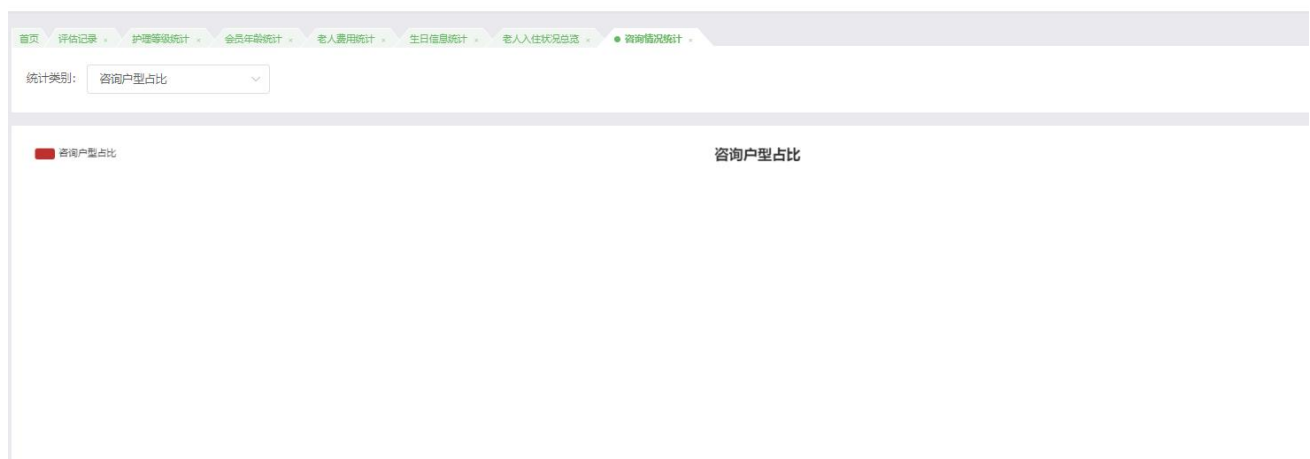 首页 评估记录 × 护理等级统计 × 会员年龄统计 × 老人费用统计 × 生日信息统计 × 老人入住状况总览 × 咨询情况统计 ×
统计类别: 咨询户型占比
咨询户型占比
咨询户型占比